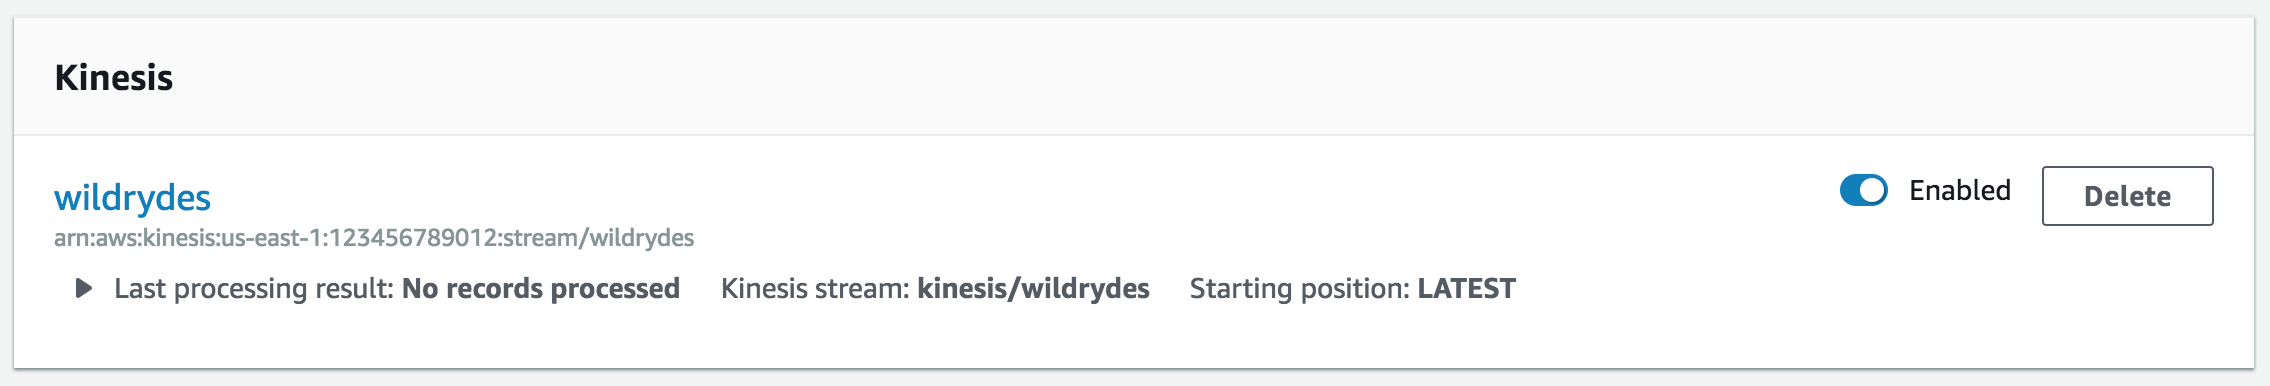 Kinesis
wildrydes
Enabled
Delete
arn:aws:kinesis:us-east-1:123456789012:stream/wildrydes
Last processing result: No records processed Kinesis stream: kinesis/wildrydes Starting position: LATEST